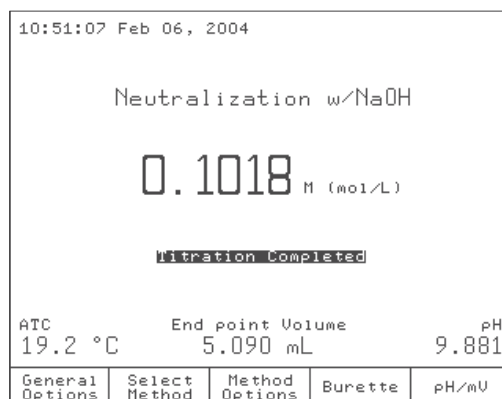 10:51:07 Feb 06, 2004
Neutralization w/NaOH
0.1018 M (mol/L)
Titration Completed
ATC End point Volume pH
19.2 °C 5.090 mL 9.881
General Options Select Method Method Options Burette pH/mV